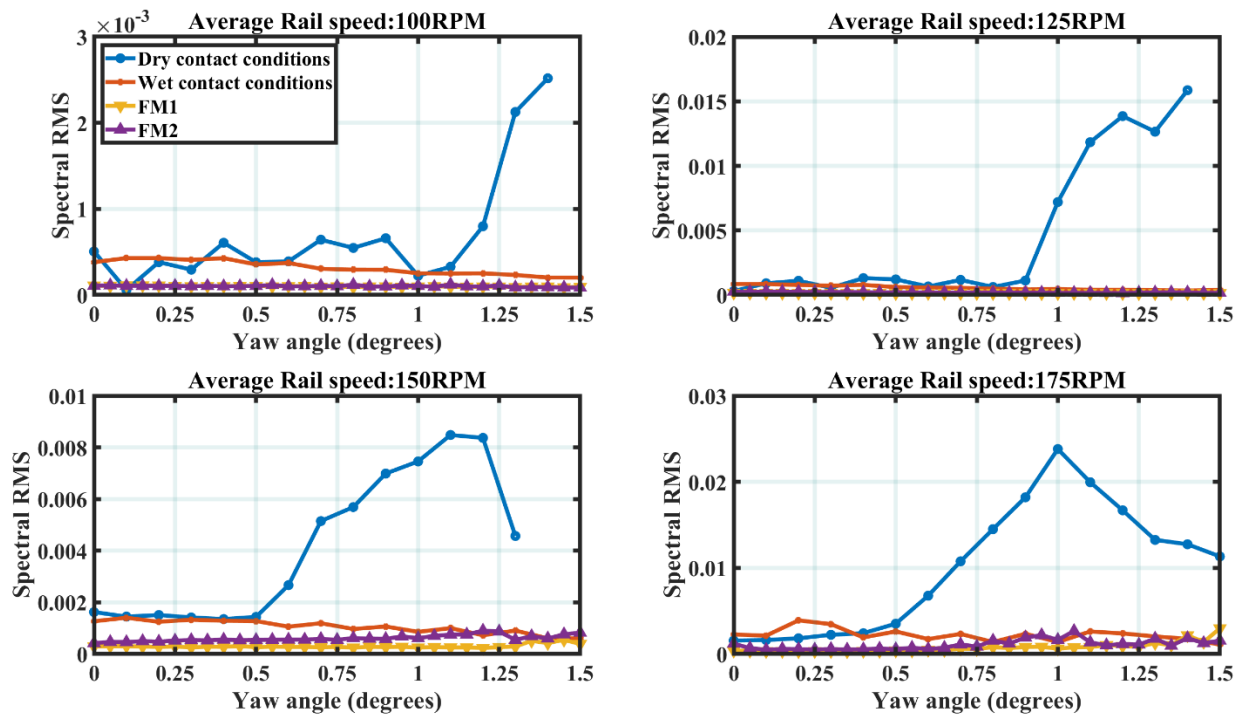 Average Rail speed:100RPM
×10⁻³
3
2
1
0
Spectral RMS
Dry contact conditions
Wet contact conditions
FM1
FM2
0 0.25 0.5 0.75 1 1.25 1.5
Yaw angle (degrees)
Average Rail speed:125RPM
0.02
0.015
0.01
0.005
0
Spectral RMS
0 0.25 0.5 0.75 1 1.25 1.5
Yaw angle (degrees)
Average Rail speed:150RPM
0.01
0.008
0.006
0.004
0.002
0
Spectral RMS
0 0.25 0.5 0.75 1 1.25 1.5
Yaw angle (degrees)
Average Rail speed:175RPM
0.03
0.02
0.01
0
Spectral RMS
0 0.25 0.5 0.75 1 1.25 1.5
Yaw angle (degrees)